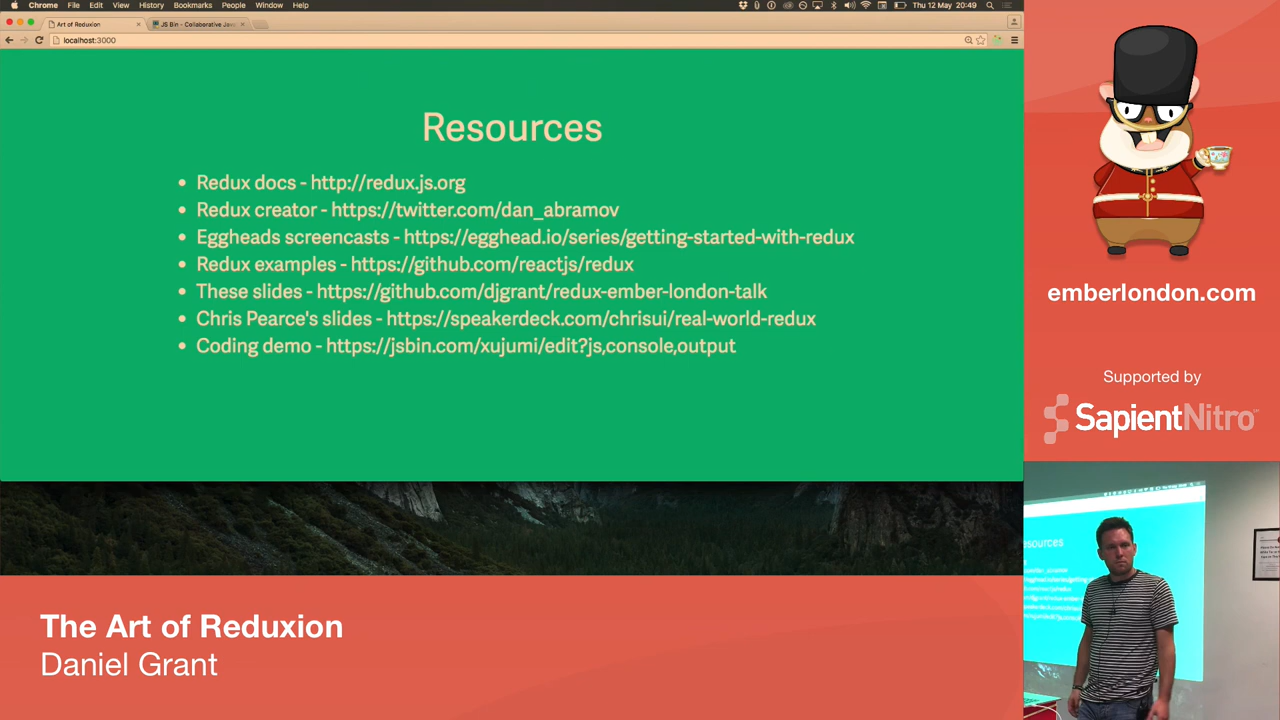 Chrome File Edit View History Bookmarks People Window Help
Thu 12 May 20:49
Art of Reduxion
JS Bin - Collaborative Jav
localhost:3000
Resources
Redux docs - http://redux.js.org
Redux creator - https://twitter.com/dan_abramov
Eggheads screencasts - https://egghead.io/series/getting-started-with-redux
Redux examples - https://github.com/reactjs/redux
These slides - https://github.com/djgrant/redux-ember-london-talk
Chris Pearce's slides - https://speakerdeck.com/chrisui/real-world-redux
Coding demo - https://jsbin.com/xujumi/edit?js,console,output
emberlondon.com
Supported by
SapientNitro
The Art of Reduxion
Daniel Grant